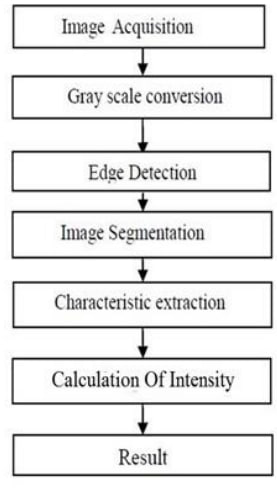 Image Acquisition
Gray scale conversion
Edge Detection
Image Segmentation
Characteristic extraction
Calculation Of Intensity
Result